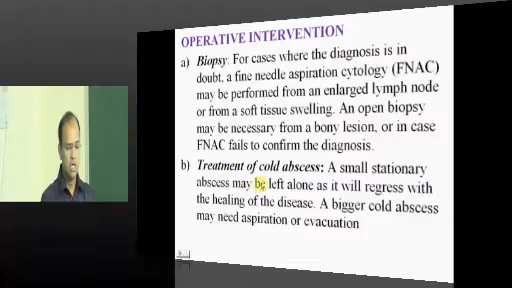 OPERATIVE INTERVENTION
a) Biopsy: For cases where the diagnosis is in
doubt, a fine needle aspiration cytology (FNAC)
may be performed from an enlarged lymph node
or from a soft tissue swelling. An open biopsy
may be necessary from a bony lesion, or in case
FNAC fails to confirm the diagnosis.
b) Treatment of cold abscess: A small stationary
abscess may be left alone as it will regress with
the healing of the disease. A bigger cold abscess
may need aspiration or evacuation